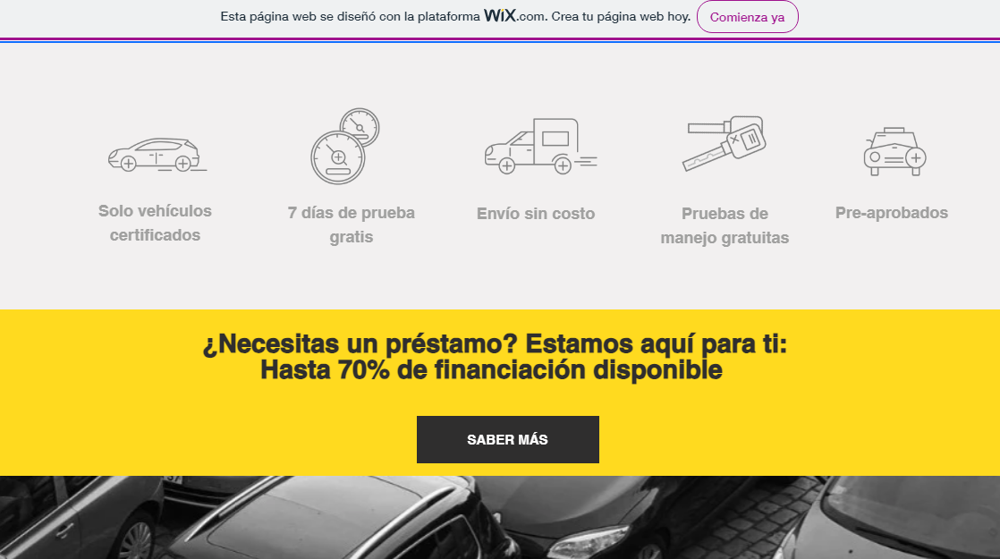 Esta página web se diseñó con la plataforma WiX.com. Crea tu página web hoy. Comienza ya
Solo vehículos
certificados
7 días de prueba
gratis
Envío sin costo
Pruebas de
manejo gratuitas
Pre-aprobados
¿Necesitas un préstamo? Estamos aquí para ti:
Hasta 70% de financiación disponible
SABER MÁS